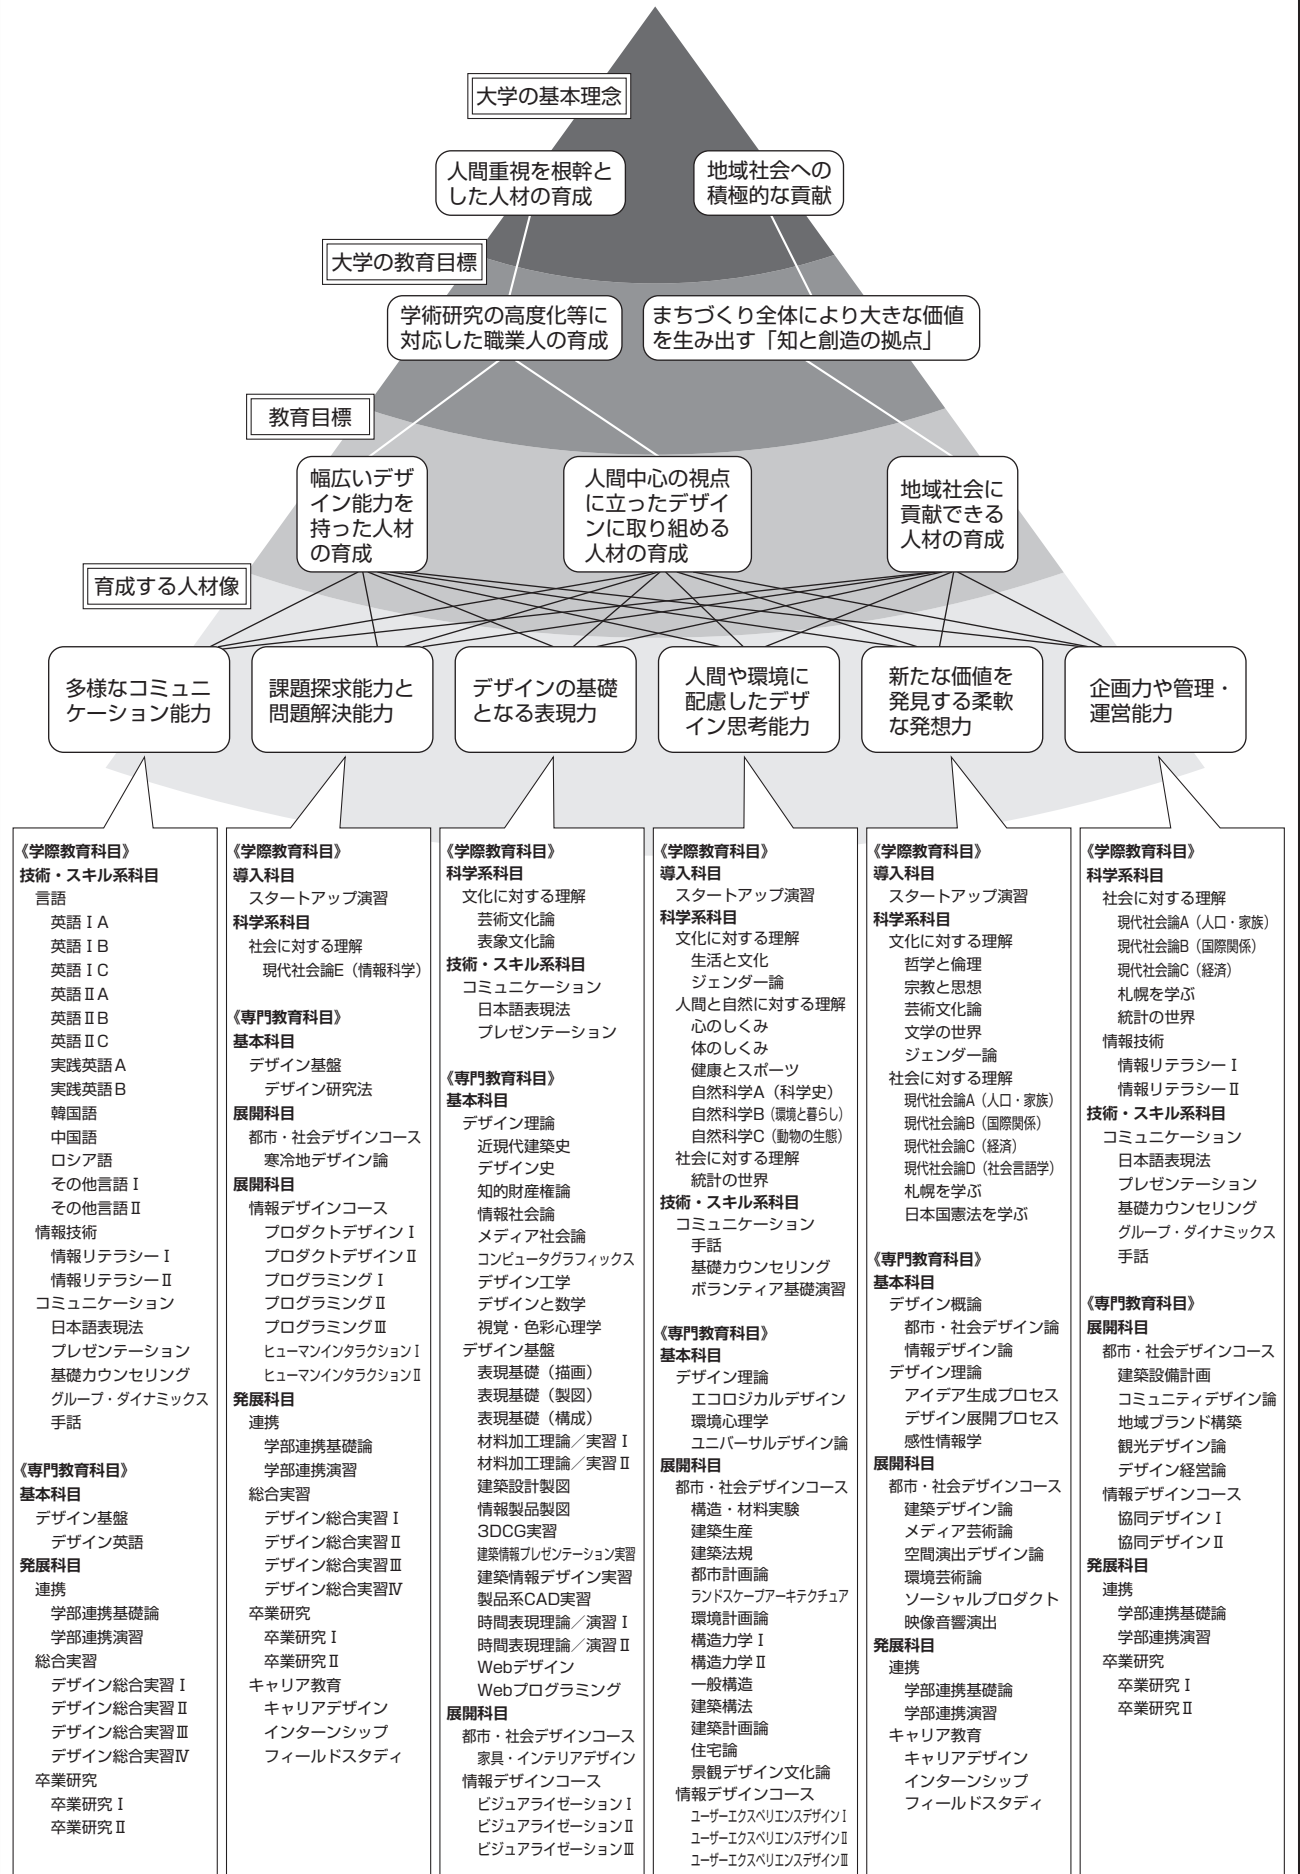 大学の基本理念
人間重視を根幹と
した人材の育成
地域社会への
積極的な貢献
大学の教育目標
学術研究の高度化等に
対応した職業人の育成
まちづくり全体により大きな価値
を生み出す「知と創造の拠点」
教育目標
幅広いデザ
イン能力を
持った人材
の育成
人間中心の視点
に立ったデザイ
ンに取り組める
人材の育成
地域社会に
貢献できる
人材の育成
育成する人材像
多様なコミュニ
ケーション能力
課題探求能力と
問題解決能力
デザインの基礎
となる表現力
人間や環境に
配慮したデザ
イン思考能力
新たな価値を
発見する柔軟
な発想力
企画力や管理・
運営能力
《学際教育科目》
技術・スキル系科目
言語
英語ⅠA
英語ⅠB
英語ⅠC
英語ⅡA
英語ⅡB
英語ⅡC
実践英語A
実践英語B
韓国語
中国語
ロシア語
その他言語Ⅰ
その他言語Ⅱ
情報技術
情報リテラシーⅠ
情報リテラシーⅡ
コミュニケーション
日本語表現法
プレゼンテーション
基礎カウンセリング
グループ・ダイナミックス
手話
《専門教育科目》
基本科目
デザイン基盤
デザイン英語
発展科目
連携
学部連携基礎論
学部連携演習
総合実習
デザイン総合実習Ⅰ
デザイン総合実習Ⅱ
デザイン総合実習Ⅲ
デザイン総合実習Ⅳ
卒業研究
卒業研究Ⅰ
卒業研究Ⅱ
《学際教育科目》
導入科目
スタートアップ演習
科学系科目
社会に対する理解
現代社会論E（情報科学）
《専門教育科目》
基本科目
デザイン基盤
デザイン研究法
展開科目
都市・社会デザインコース
寒冷地デザイン論
展開科目
情報デザインコース
プロダクトデザインⅠ
プロダクトデザインⅡ
プログラミングⅠ
プログラミングⅡ
プログラミングⅢ
ヒューマンインタラクションⅠ
ヒューマンインタラクションⅡ
発展科目
連携
学部連携基礎論
学部連携演習
総合実習
デザイン総合実習Ⅰ
デザイン総合実習Ⅱ
デザイン総合実習Ⅲ
デザイン総合実習Ⅳ
卒業研究
卒業研究Ⅰ
卒業研究Ⅱ
キャリア教育
キャリアデザイン
インターンシップ
フィールドスタディ
《学際教育科目》
科学系科目
文化に対する理解
芸術文化論
表象文化論
技術・スキル系科目
コミュニケーション
日本語表現法
プレゼンテーション
《専門教育科目》
基本科目
デザイン理論
近現代建築史
デザイン史
知的財産権論
情報社会論
メディア社会論
コンピュータグラフィックス
デザイン工学
デザインと数学
視覚・色彩心理学
デザイン基盤
表現基礎（描画）
表現基礎（製図）
表現基礎（構成）
材料加工理論／実習Ⅰ
材料加工理論／実習Ⅱ
建築設計製図
情報製品製図
3DCG実習
建築情報プレゼンテーション実習
建築情報デザイン実習
製品系CAD実習
時間表現理論／演習Ⅰ
時間表現理論／演習Ⅱ
Webデザイン
Webプログラミング
展開科目
都市・社会デザインコース
家具・インテリアデザイン
情報デザインコース
ビジュアライゼーションⅠ
ビジュアライゼーションⅡ
ビジュアライゼーションⅢ
《学際教育科目》
導入科目
スタートアップ演習
科学系科目
文化に対する理解
生活と文化
ジェンダー論
人間と自然に対する理解
心のしくみ
体のしくみ
健康とスポーツ
自然科学A（科学史）
自然科学B（環境と暮らし）
自然科学C（動物の生態）
社会に対する理解
統計の世界
技術・スキル系科目
コミュニケーション
手話
基礎カウンセリング
ボランティア基礎演習
《専門教育科目》
基本科目
デザイン理論
エコロジカルデザイン
環境心理学
ユニバーサルデザイン論
展開科目
都市・社会デザインコース
構造・材料実験
建築生産
建築法規
都市計画論
ランドスケープアーキテクチュア
環境計画論
構造力学Ⅰ
構造力学Ⅱ
一般構造
建築構法
建築計画論
住宅論
景観デザイン文化論
情報デザインコース
ユーザーエクスペリエンスデザインⅠ
ユーザーエクスペリエンスデザインⅡ
ユーザーエクスペリエンスデザインⅢ
《学際教育科目》
導入科目
スタートアップ演習
科学系科目
文化に対する理解
哲学と倫理
宗教と思想
芸術文化論
文学の世界
ジェンダー論
社会に対する理解
現代社会論A（人口・家族）
現代社会論B（国際関係）
現代社会論C（経済）
現代社会論D（社会言語学）
札幌を学ぶ
日本国憲法を学ぶ
《専門教育科目》
基本科目
デザイン概論
都市・社会デザイン論
情報デザイン論
デザイン理論
アイデア生成プロセス
デザイン展開プロセス
感性情報学
展開科目
都市・社会デザインコース
建築デザイン論
メディア芸術論
空間演出デザイン論
環境芸術論
ソーシャルプロダクト
映像音響演出
発展科目
連携
学部連携基礎論
学部連携演習
キャリア教育
キャリアデザイン
インターンシップ
フィールドスタディ
《学際教育科目》
科学系科目
社会に対する理解
現代社会論A（人口・家族）
現代社会論B（国際関係）
現代社会論C（経済）
札幌を学ぶ
統計の世界
情報技術
情報リテラシーⅠ
情報リテラシーⅡ
技術・スキル系科目
コミュニケーション
日本語表現法
プレゼンテーション
基礎カウンセリング
グループ・ダイナミックス
手話
《専門教育科目》
展開科目
都市・社会デザインコース
建築設備計画
コミュニティデザイン論
地域ブランド構築
観光デザイン論
デザイン経営論
情報デザインコース
協同デザインⅠ
協同デザインⅡ
発展科目
連携
学部連携基礎論
学部連携演習
卒業研究
卒業研究Ⅰ
卒業研究Ⅱ